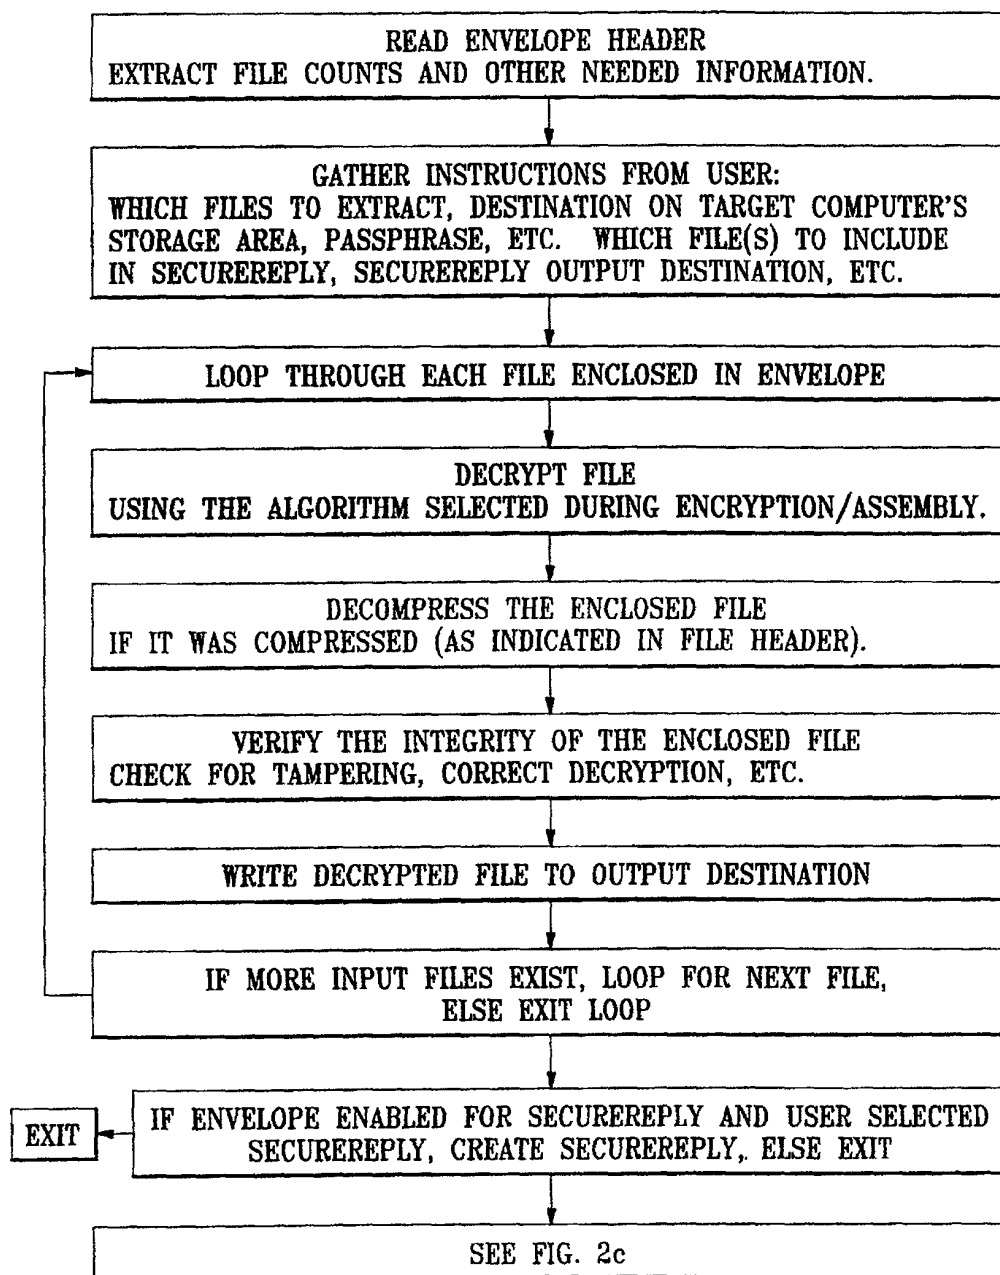 READ ENVELOPE HEADER
EXTRACT FILE COUNTS AND OTHER NEEDED INFORMATION.
GATHER INSTRUCTIONS FROM USER:
WHICH FILES TO EXTRACT, DESTINATION ON TARGET COMPUTER'S
STORAGE AREA, PASSPHRASE, ETC. WHICH FILE(S) TO INCLUDE
IN SECUREREPLY, SECUREREPLY OUTPUT DESTINATION, ETC.
LOOP THROUGH EACH FILE ENCLOSED IN ENVELOPE
DECRYPT FILE
USING THE ALGORITHM SELECTED DURING ENCRYPTION/ASSEMBLY.
DECOMPRESS THE ENCLOSED FILE
IF IT WAS COMPRESSED (AS INDICATED IN FILE HEADER).
VERIFY THE INTEGRITY OF THE ENCLOSED FILE
CHECK FOR TAMPERING, CORRECT DECRYPTION, ETC.
WRITE DECRYPTED FILE TO OUTPUT DESTINATION
IF MORE INPUT FILES EXIST, LOOP FOR NEXT FILE,
ELSE EXIT LOOP
IF ENVELOPE ENABLED FOR SECUREREPLY AND USER SELECTED
SECUREREPLY, CREATE SECUREREPLY, ELSE EXIT
EXIT
SEE FIG. 2c